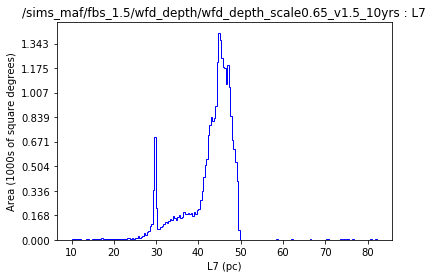 /sims_maf/fbs_1.5/wfd_depth/wfd_depth_scale0.65_v1.5_10yrs : L7
1.343
1.175
1.007
0.839
0.671
0.504
0.336
0.168
0.000
Area (1000s of square degrees)
10 20 30 40 50 60 70 80
L7 (pc)